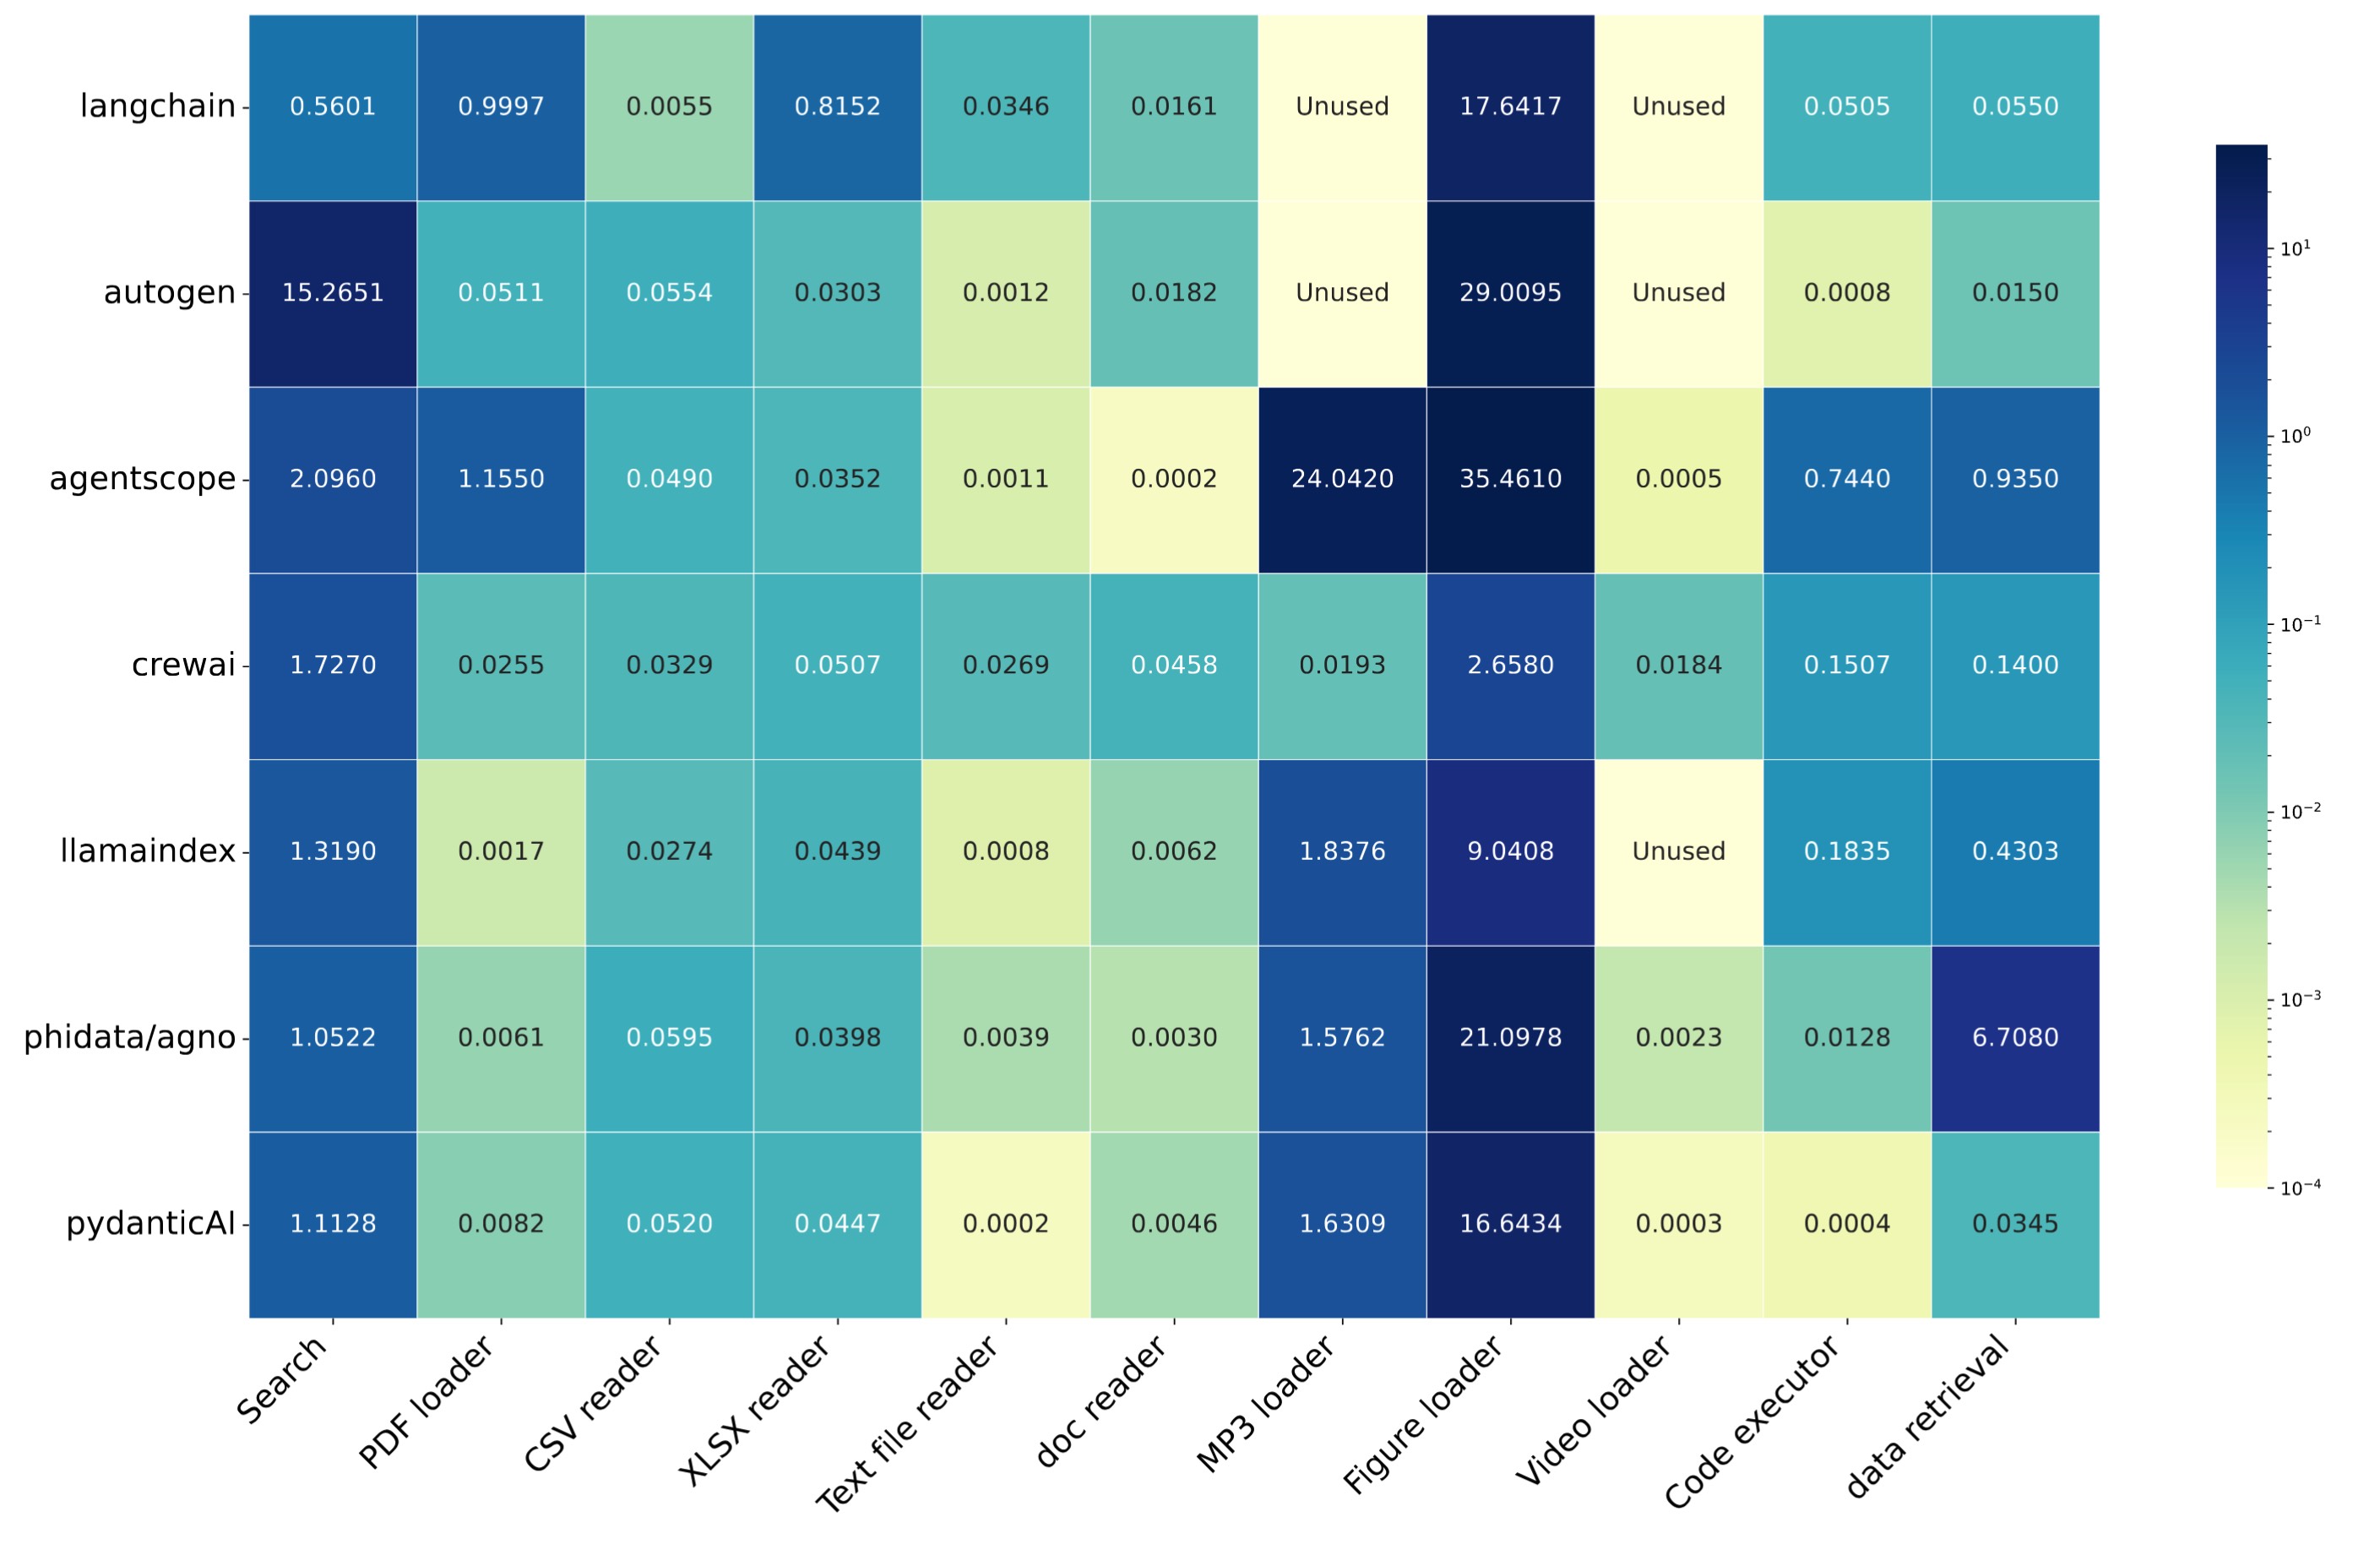 langchain 0.5601 0.9997 0.0055 0.8152 0.0346 0.0161 Unused 17.6417 Unused 0.0505 0.0550
autogen 15.2651 0.0511 0.0554 0.0303 0.0012 0.0182 Unused 29.0095 Unused 0.0008 0.0150
agentscope 2.0960 1.1550 0.0490 0.0352 0.0011 0.0002 24.0420 35.4610 0.0005 0.7440 0.9350
crewai 1.7270 0.0255 0.0329 0.0507 0.0269 0.0458 0.0193 2.6580 0.0184 0.1507 0.1400
llamaindex 1.3190 0.0017 0.0274 0.0439 0.0008 0.0062 1.8376 9.0408 Unused 0.1835 0.4303
phidata/agno 1.0522 0.0061 0.0595 0.0398 0.0039 0.0030 1.5762 21.0978 0.0023 0.0128 6.7080
pydanticAI 1.1128 0.0082 0.0520 0.0447 0.0002 0.0046 1.6309 16.6434 0.0003 0.0004 0.0345
Search
PDF loader
CSV reader
XLSX reader
Text file reader
doc reader
MP3 loader
Figure loader
Video loader
Code executor
data retrieval
10¹
10⁰
10⁻¹
10⁻²
10⁻³
10⁻⁴